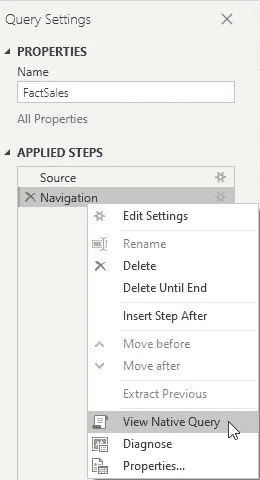 Query Settings
PROPERTIES
Name
FactSales
All Properties
APPLIED STEPS
Source
Navigation
Edit Settings
Rename
Delete
Delete Until End
Insert Step After
Move before
Move after
Extract Previous
View Native Query
Diagnose
Properties...